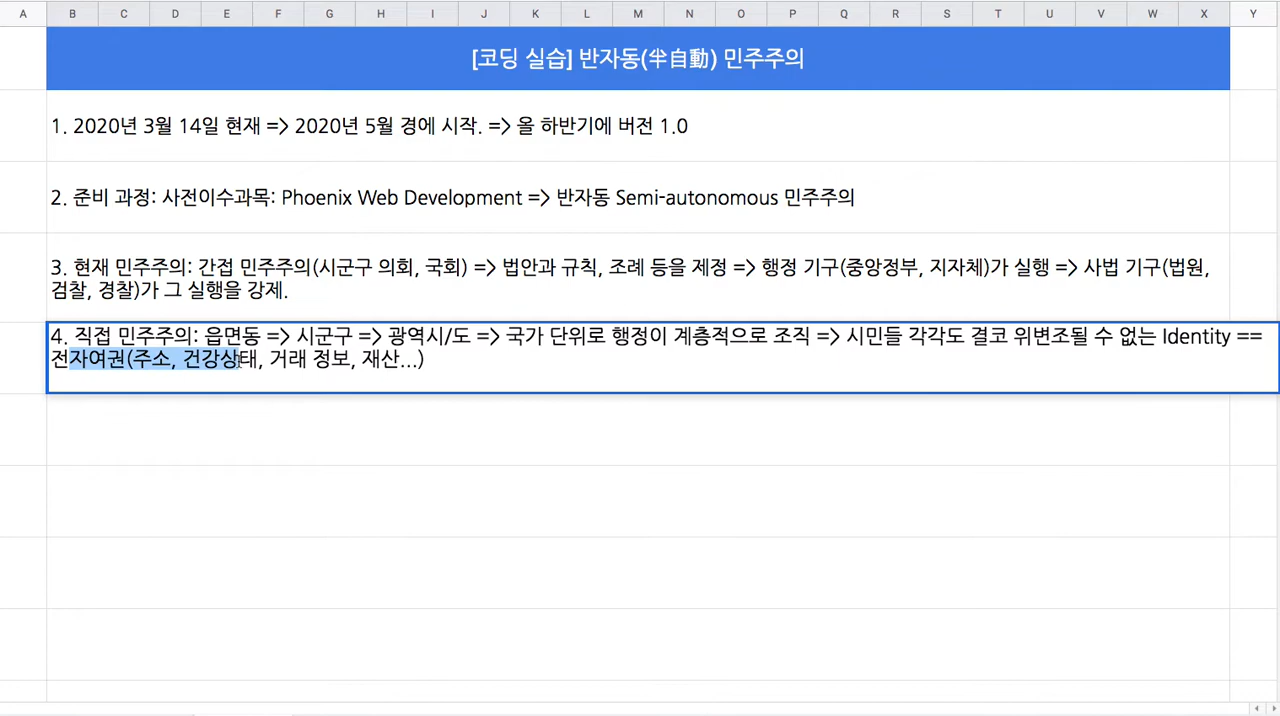 A B C D E F G H I J K L M N O P Q R S T U V W X Y
[코딩 실습] 반자동(半自動) 민주주의
1. 2020년 3월 14일 현재 => 2020년 5월 경에 시작. => 올 하반기에 버전 1.0
2. 준비 과정: 사전이수과목: Phoenix Web Development => 반자동 Semi-autonomous 민주주의
3. 현재 민주주의: 간접 민주주의(시군구 의회, 국회) => 법안과 규칙, 조례 등을 제정 => 행정 기구(중앙정부, 지자체)가 실행 => 사법 기구(법원,
검찰, 경찰)가 그 실행을 강제.
4. 직접 민주주의: 읍면동 => 시군구 => 광역시/도 => 국가 단위로 행정이 계층적으로 조직 => 시민들 각각도 결코 위변조될 수 없는 Identity ==
전자여권(주소, 건강상태, 거래 정보, 재산...)